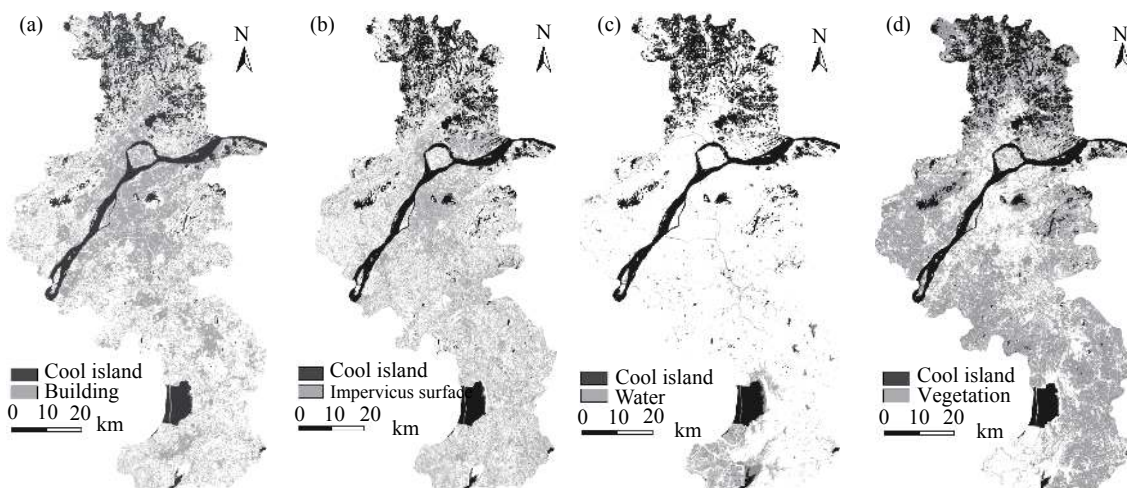 (a)
N
Cool island
Building
0 10 20
km
(b)
N
Cool island
Impervicus surface
0 10 20
km
(c)
N
Cool island
Water
0 10 20
km
(d)
N
Cool island
Vegetation
0 10 20
km